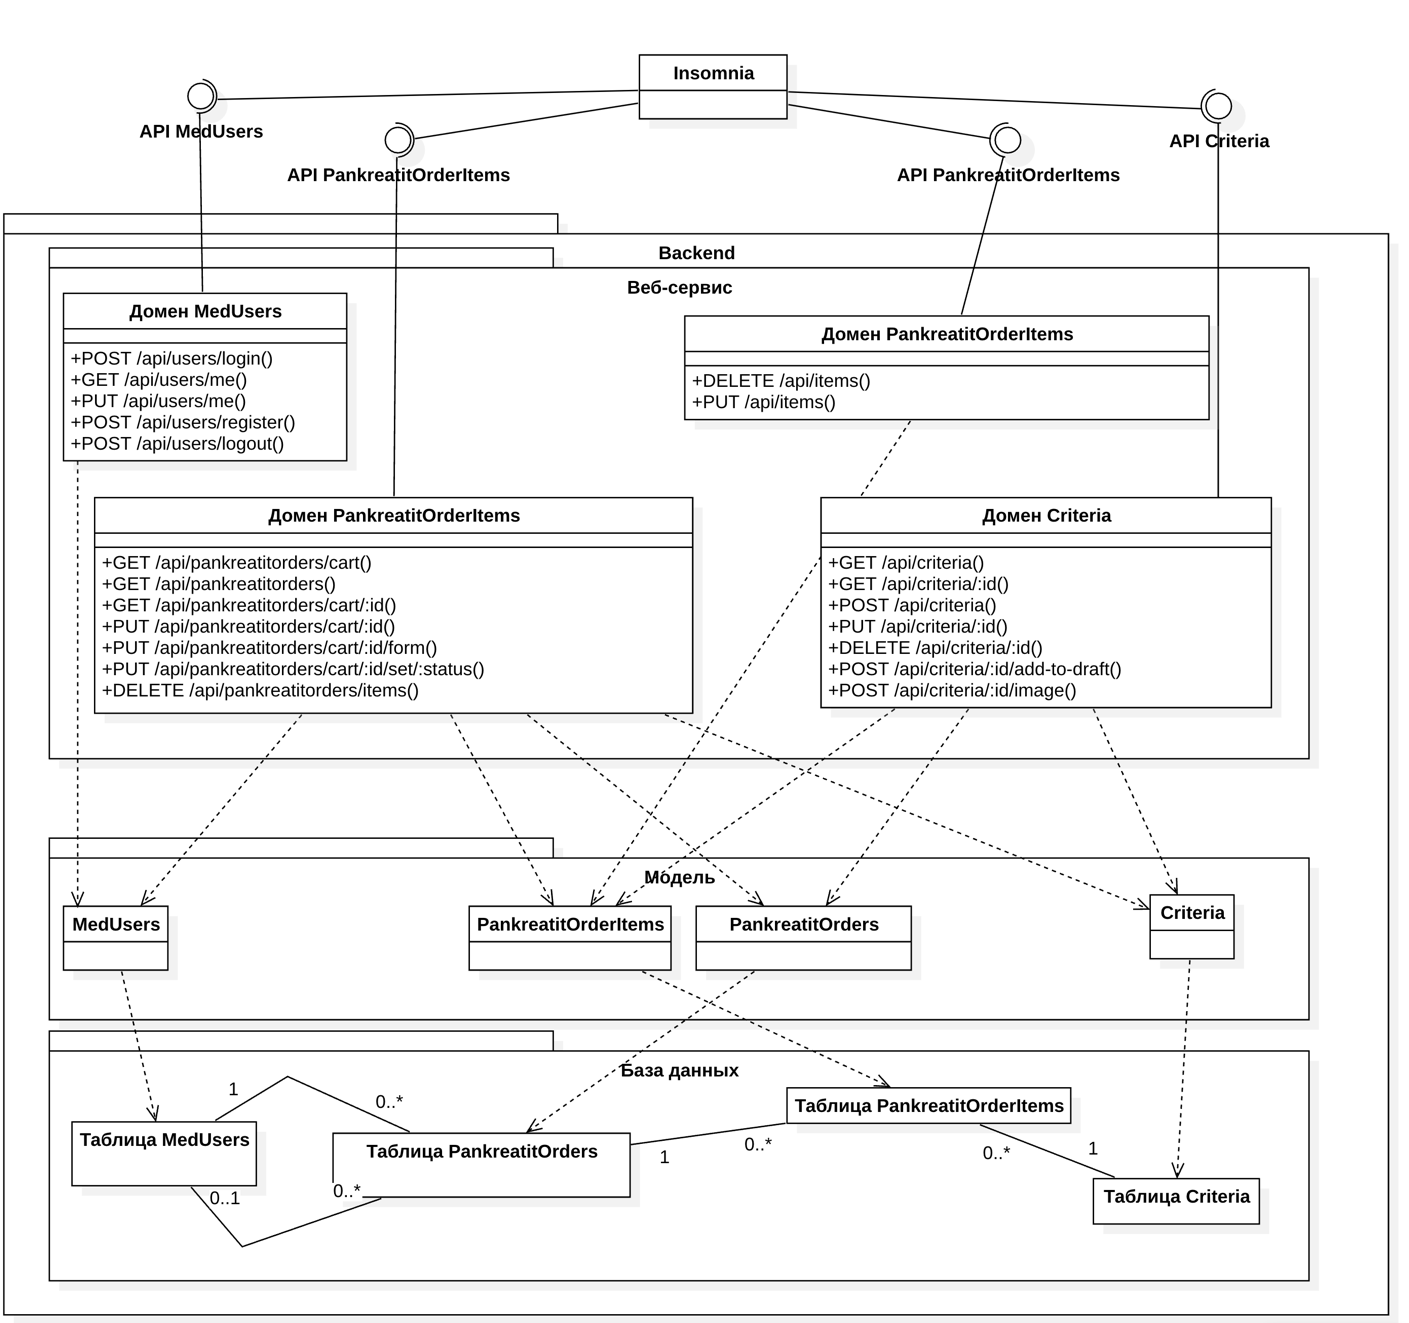 Insomnia
API MedUsers
API PankreatitOrderItems
API PankreatitOrderItems
API Criteria
Backend
Веб-сервис
Домен MedUsers
+POST /api/users/login()
+GET /api/users/me()
+PUT /api/users/me()
+POST /api/users/register()
+POST /api/users/logout()
Домен PankreatitOrderItems
+DELETE /api/items()
+PUT /api/items()
Домен PankreatitOrderItems
+GET /api/pankreatitorders/cart()
+GET /api/pankreatitorders()
+GET /api/pankreatitorders/cart/:id()
+PUT /api/pankreatitorders/cart/:id()
+PUT /api/pankreatitorders/cart/:id/form()
+PUT /api/pankreatitorders/cart/:id/set/:status()
+DELETE /api/pankreatitorders/items()
Домен Criteria
+GET /api/criteria()
+GET /api/criteria/:id()
+POST /api/criteria()
+PUT /api/criteria/:id()
+DELETE /api/criteria/:id()
+POST /api/criteria/:id/add-to-draft()
+POST /api/criteria/:id/image()
Модель
MedUsers
PankreatitOrderItems
PankreatitOrders
Criteria
База данных
1
0..*
Таблица MedUsers
0..1
Таблица PankreatitOrders
0..*
1
0..*
Таблица PankreatitOrderItems
0..*
1
Таблица Criteria